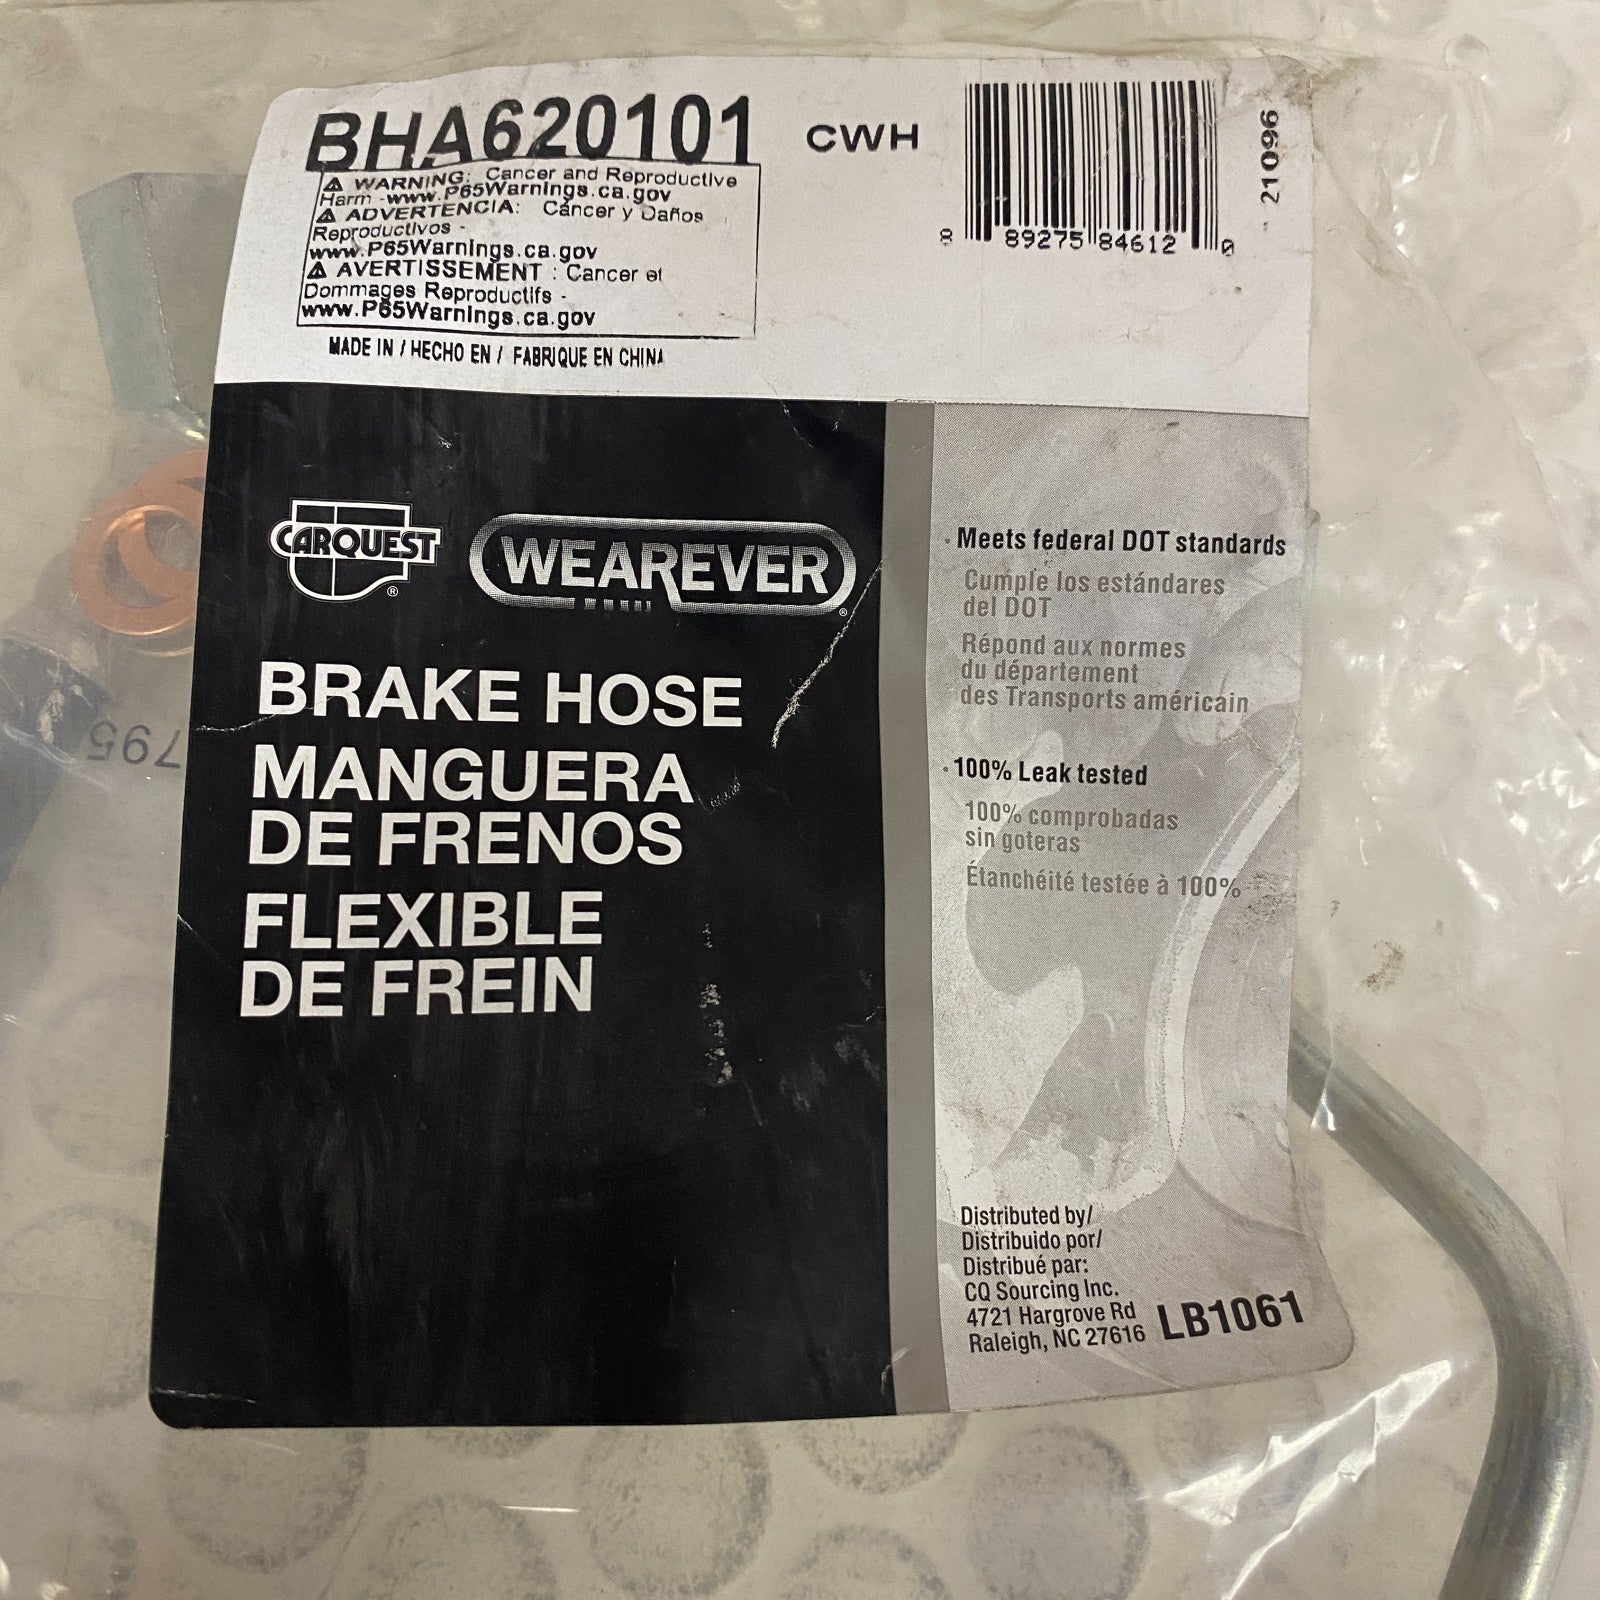 BHA620101
CWH
8 89275 84612 0
21096
WARNING: Cancer and Reproductive
Harm -www.P65Warnings.ca.gov
ADVERTENCIA: Cáncer y Daños
Reproductivos -
www.P65Warnings.ca.gov
AVERTISSEMENT : Cancer et
Dommages Reproductifs -
www.P65Warnings.ca.gov
MADE IN / HECHO EN / FABRIQUE EN CHINA
CARQUEST ®
WEAREVER ®
BRAKE HOSE
MANGUERA
DE FRENOS
FLEXIBLE
DE FREIN
· Meets federal DOT standards
Cumple los estándares
del DOT
Répond aux normes
du département
des Transports américain
· 100% Leak tested
100% comprobadas
sin goteras
Étanchéité testée à 100%
Distributed by/
Distribuido por/
Distribué par:
CQ Sourcing Inc.
4721 Hargrove Rd
Raleigh, NC 27616
LB1061
795